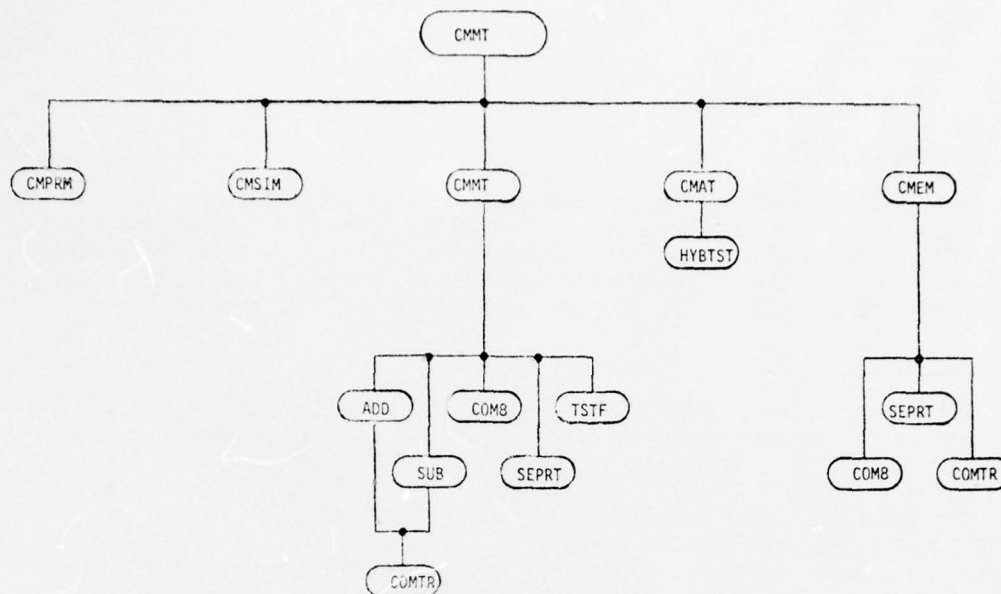 CMMT
CMPRM
CMSIM
CMMT
CMAT
CMEM
HYBTST
ADD
COM8
TSTF
SEPRT
SUB
SEPRT
COM8
COMTR
COMTR